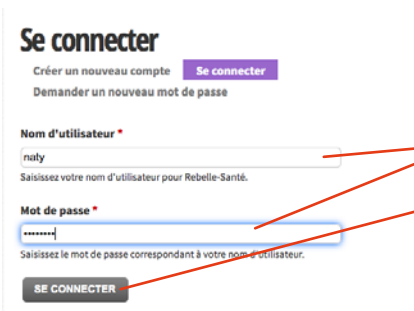 Se connecter
Créer un nouveau compte Se connecter
Demander un nouveau mot de passe
Nom d'utilisateur *
naty
Saisissez votre nom d'utilisateur pour Rebelle-Santé.
Mot de passe *
••••••••
Saisissez le mot de passe correspondant à votre nom d'utilisateur.
SE CONNECTER